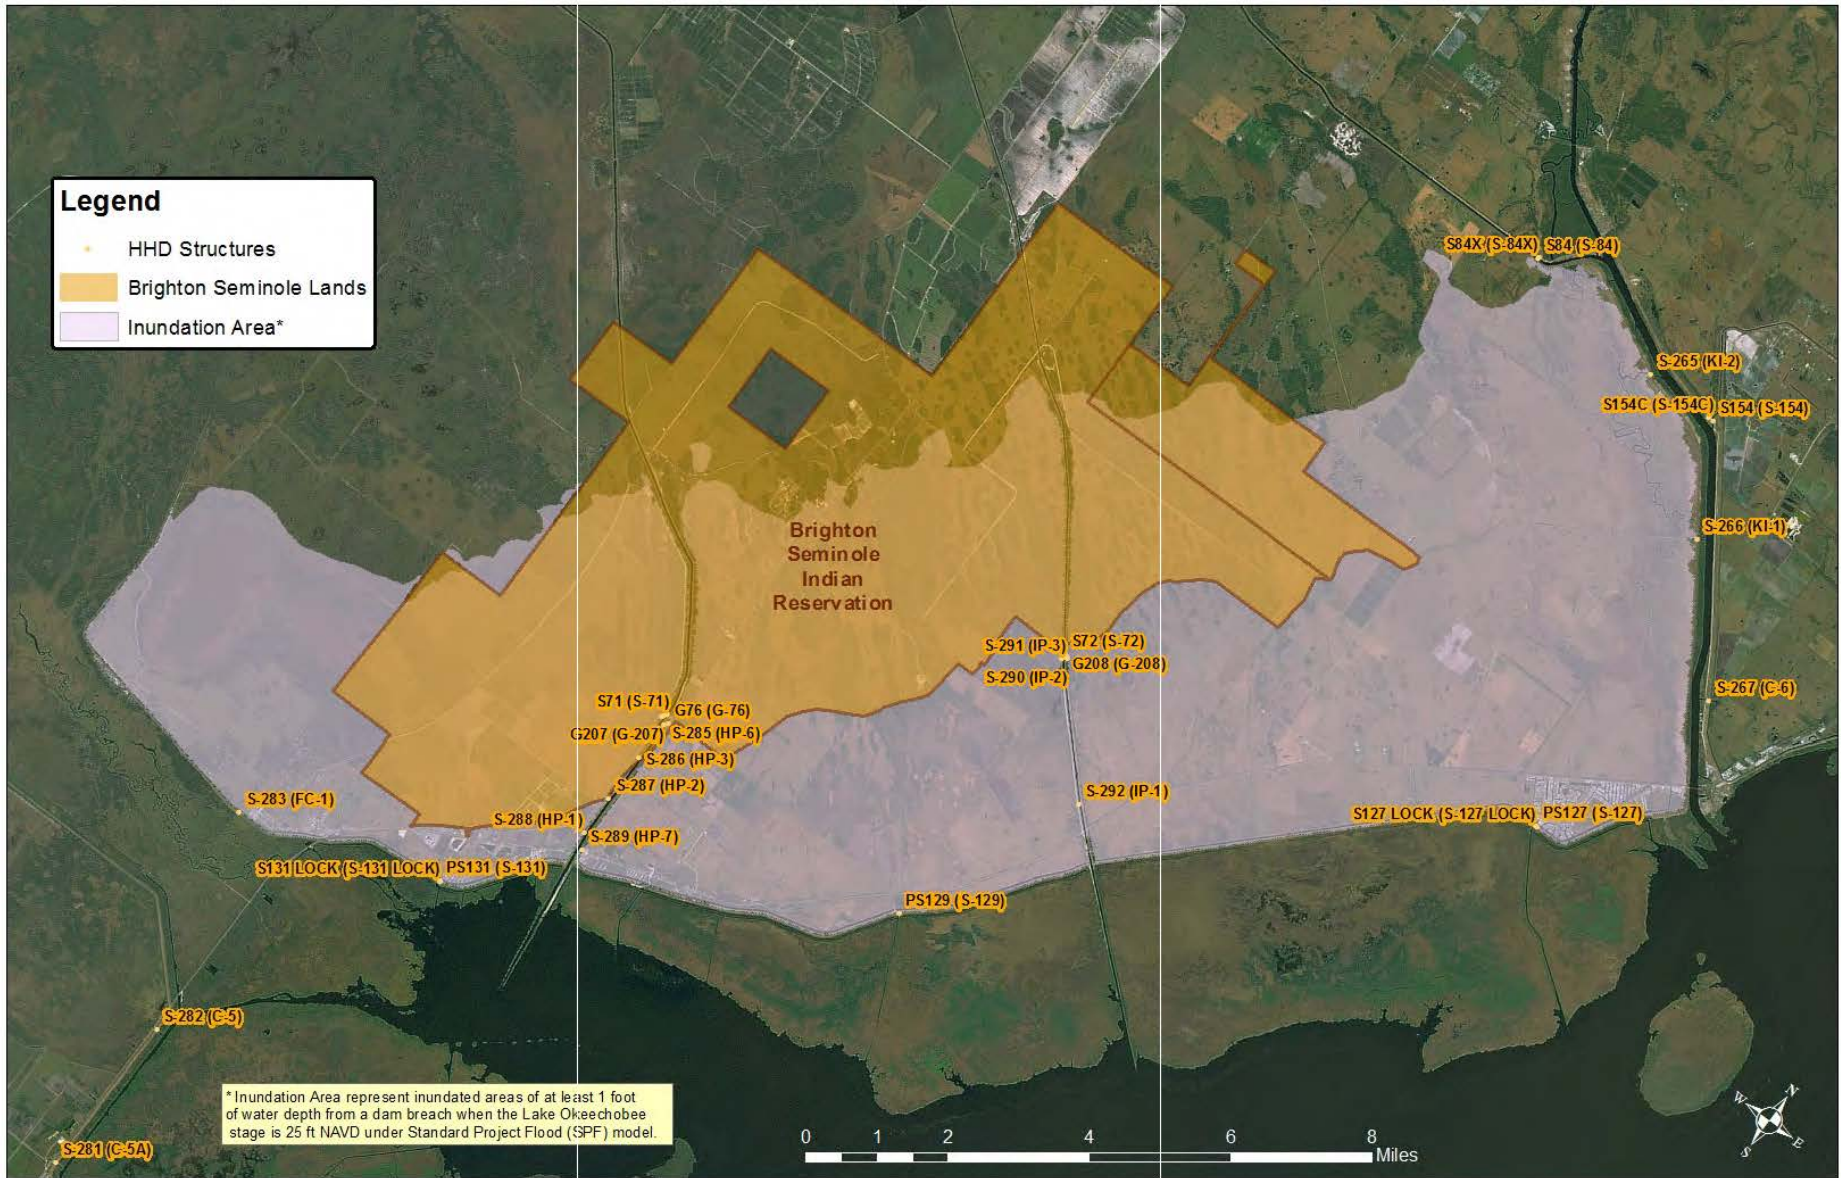 Legend
HHD Structures
Brighton Seminole Lands
Inundation Area*
S84X (S-84X)
S84 (S-84)
S-265 (KI-2)
S154C (S-154C)
S154 (S-154)
S-266 (KI-1)
Brighton
Seminole
Indian
Reservation
S-291 (IP-3)
S72 (S-72)
G208 (G-208)
S-290 (IP-2)
S-267 (C-6)
S71 (S-71)
G76 (G-76)
G207 (G-207)
S-285 (HP-6)
S-286 (HP-3)
S-287 (HP-2)
S-292 (IP-1)
S-283 (FC-1)
S-288 (HP-1)
S-289 (HP-7)
S127 LOCK (S-127 LOCK)
PS127 (S-127)
S131 LOCK (S-131 LOCK)
PS131 (S-131)
PS129 (S-129)
S-282 (C-5)
S-281 (C-5A)
* Inundation Area represent inundated areas of at least 1 foot
of water depth from a dam breach when the Lake Okeechobee
stage is 25 ft NAVD under Standard Project Flood (SPF) model.
0 1 2 4 6 8
Miles
N
W
E
S